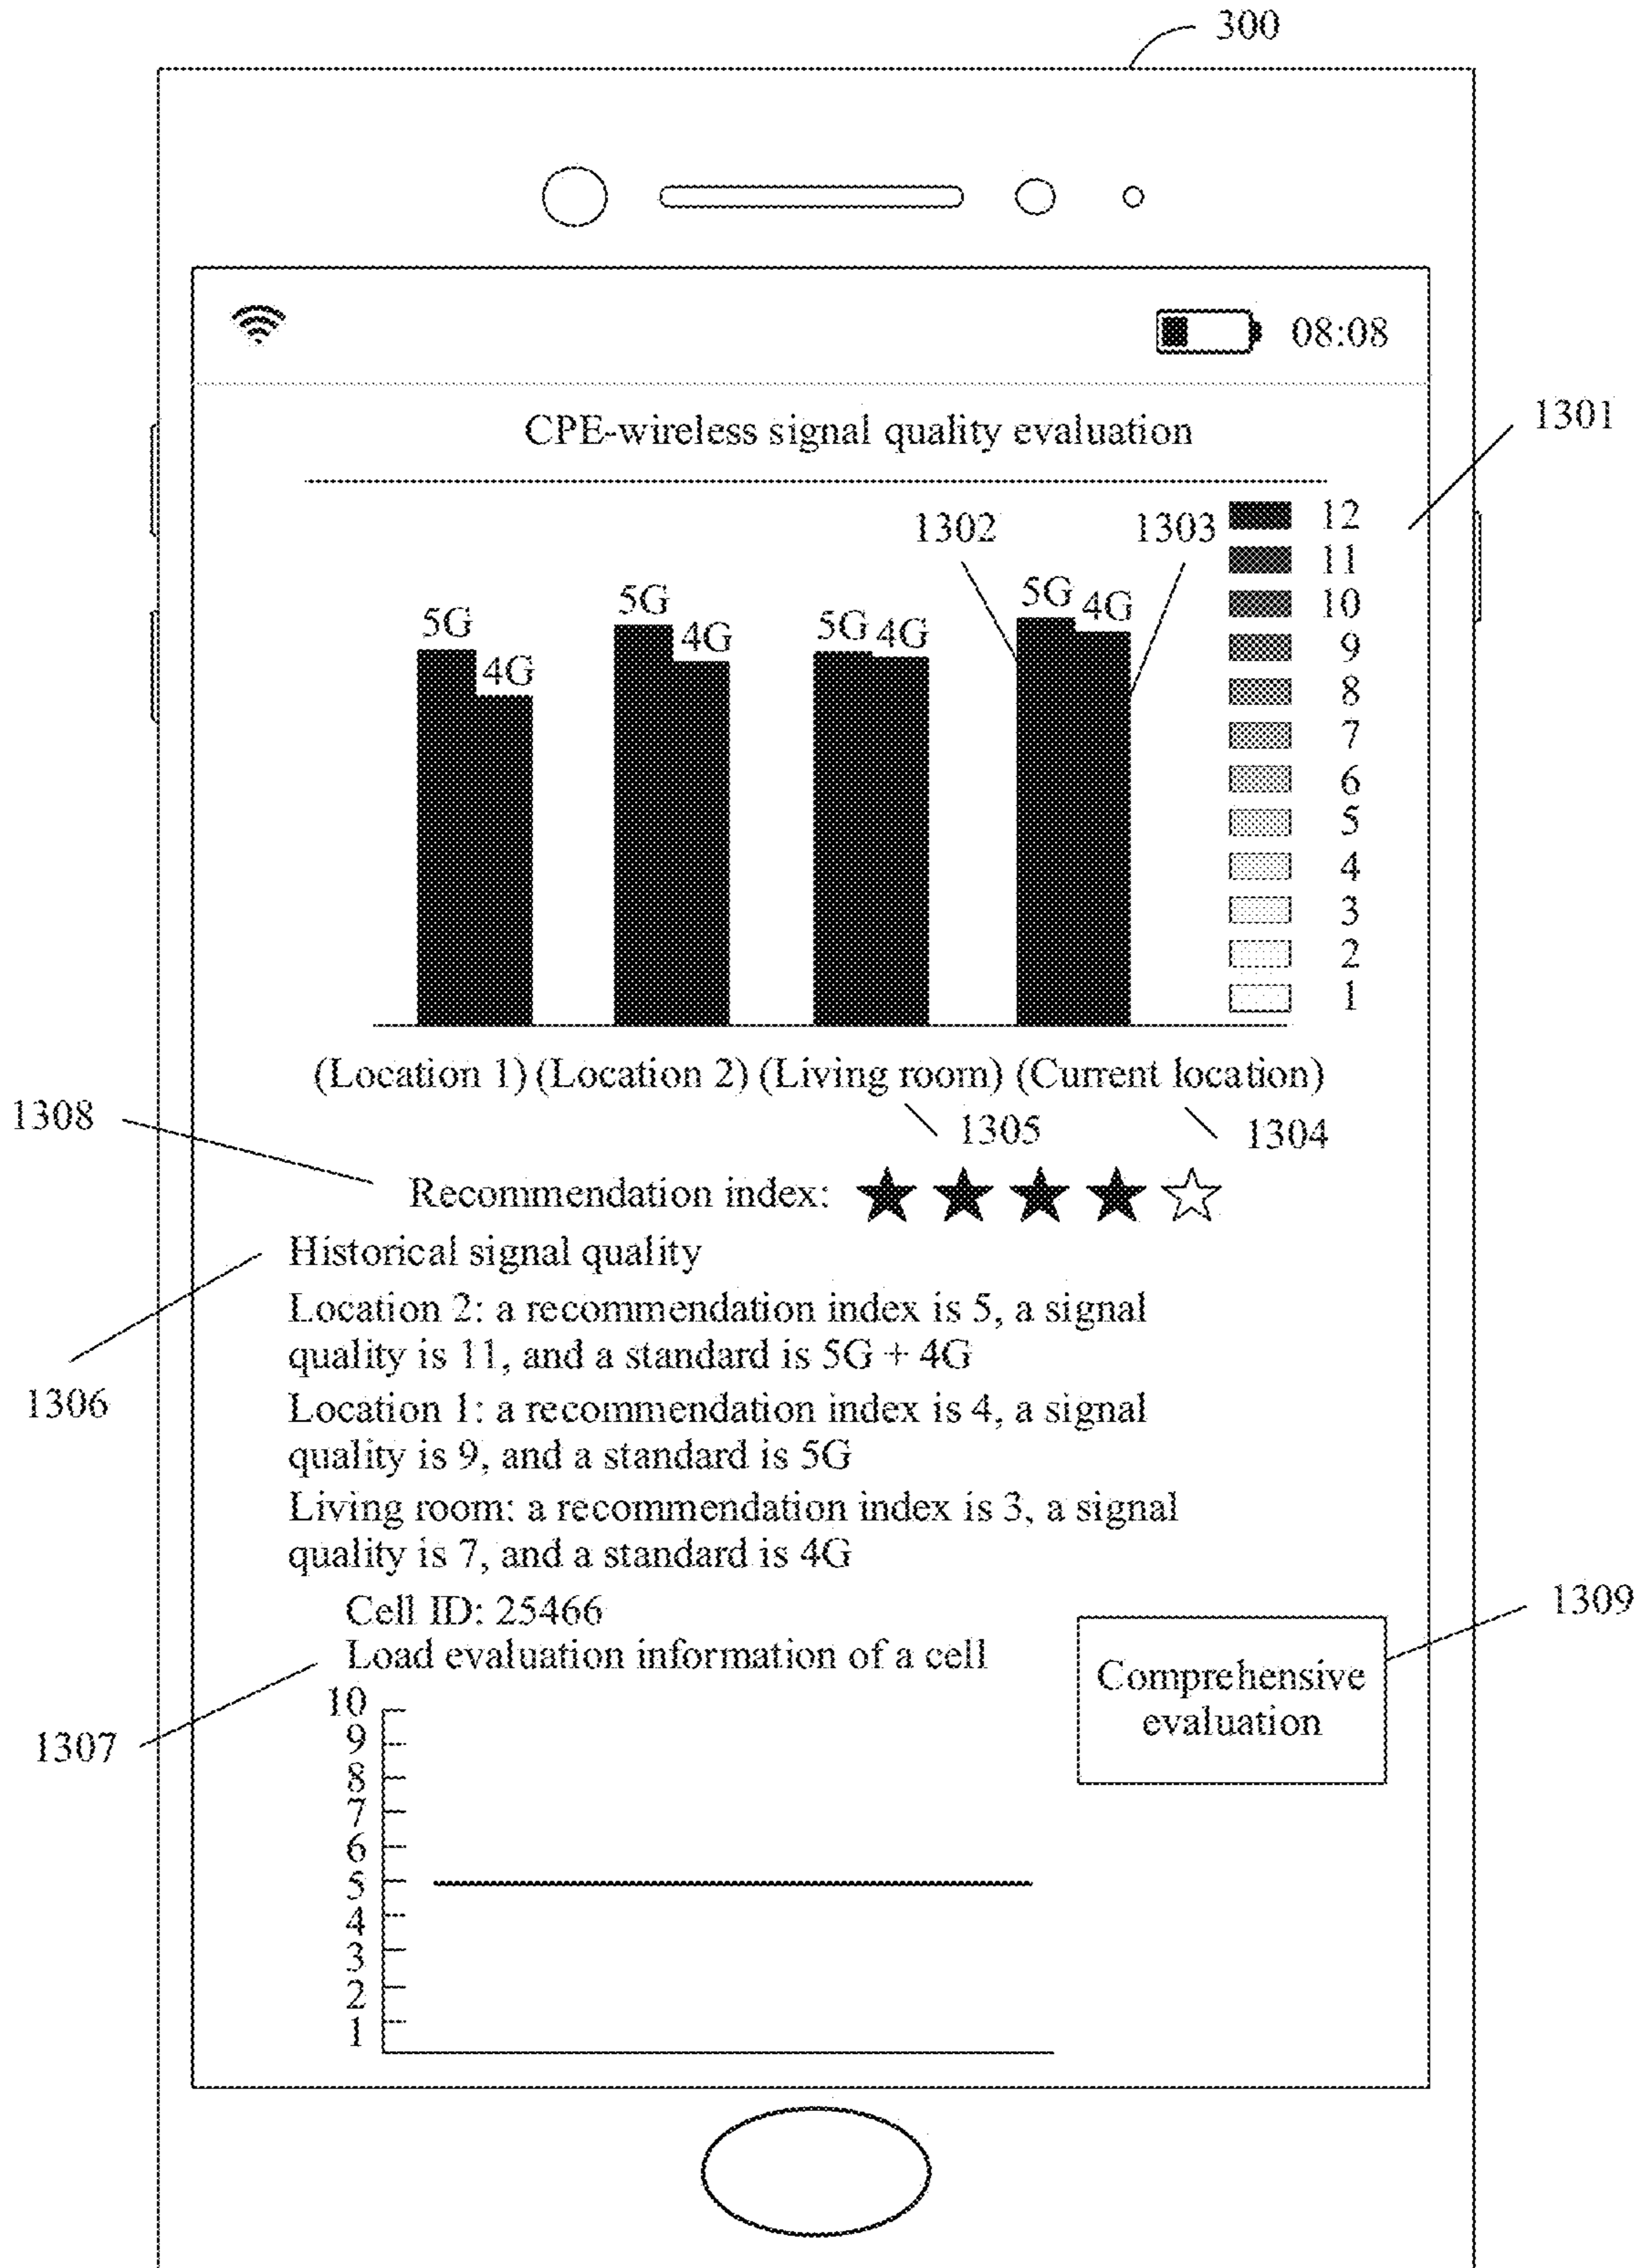 300
08:08
CPE-wireless signal quality evaluation
1301
1302
1303
12
11
10
9
8
7
6
5
4
3
2
1
5G
4G
5G
4G
5G
4G
5G
4G
(Location 1) (Location 2) (Living room) (Current location)
1308
1305
1304
Recommendation index:
Historical signal quality
Location 2: a recommendation index is 5, a signal
quality is 11, and a standard is 5G + 4G
1306
Location 1: a recommendation index is 4, a signal
quality is 9, and a standard is 5G
Living room: a recommendation index is 3, a signal
quality is 7, and a standard is 4G
Cell ID: 25466
1309
Load evaluation information of a cell
Comprehensive
evaluation
1307
10
9
8
7
6
5
4
3
2
1